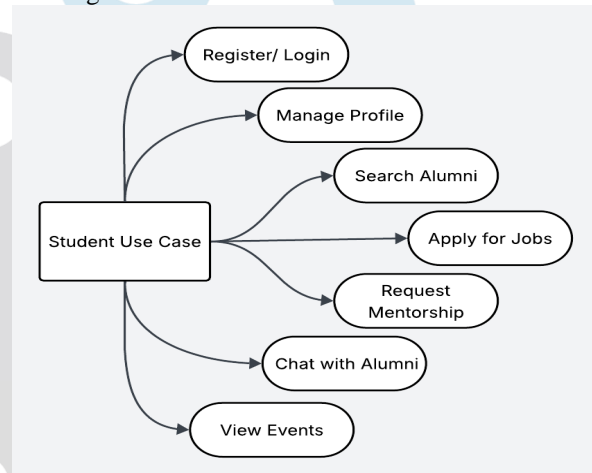 Register/ Login
Manage Profile
Search Alumni
Student Use Case
Apply for Jobs
Request
Mentorship
Chat with Alumni
View Events